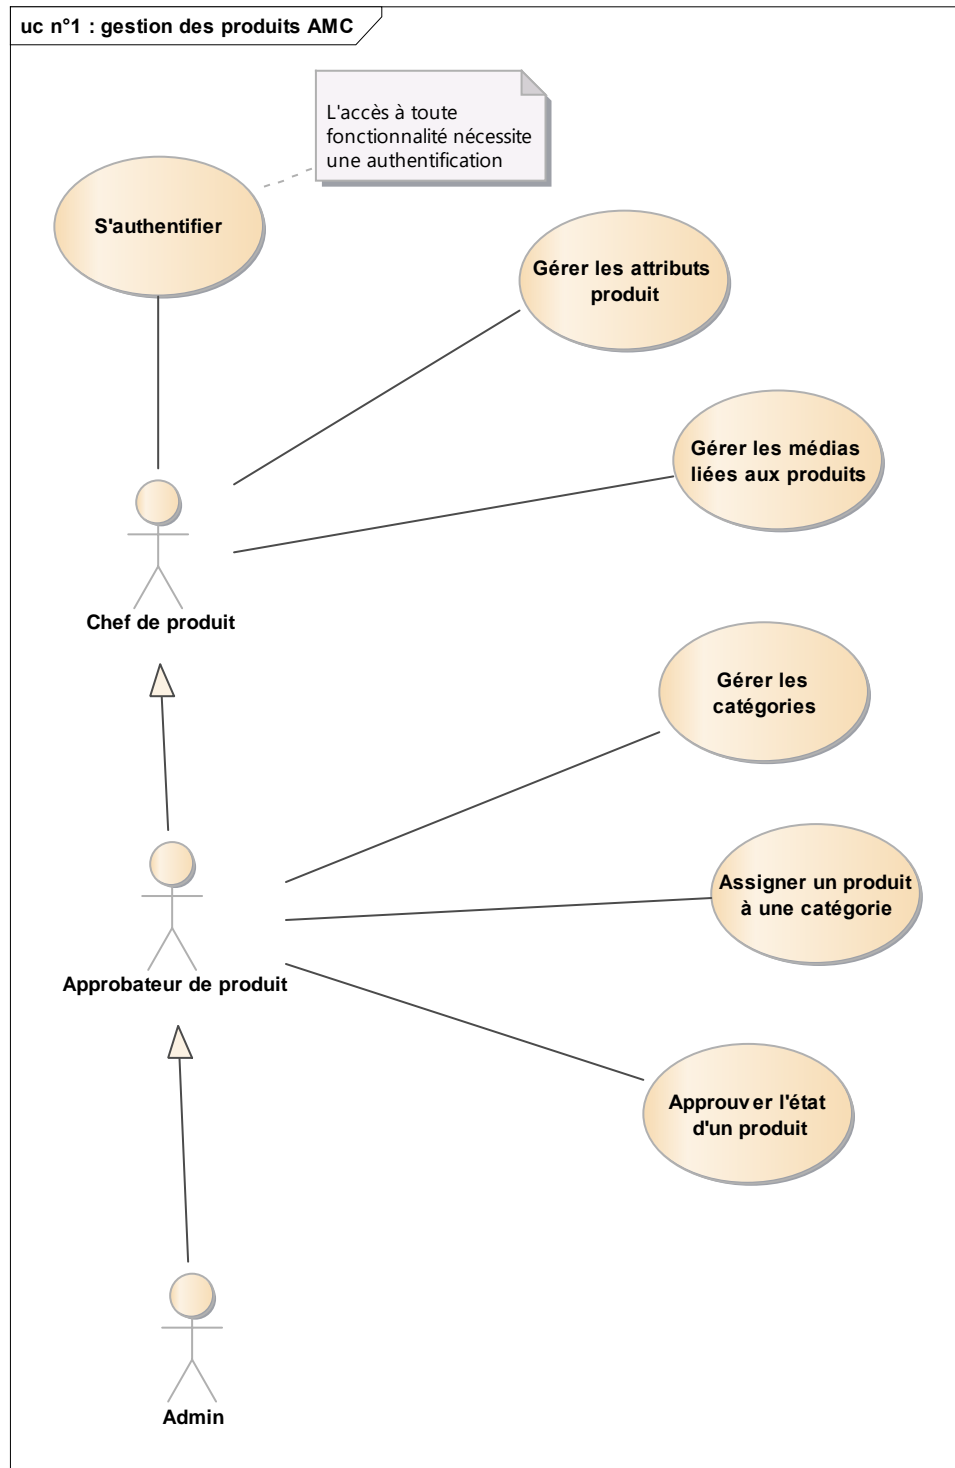 uc n°1 : gestion des produits AMC
L'accès à toute
fonctionnalité nécessite
une authentification
S'authentifier
Gérer les attributs
produit
Gérer les médias
liées aux produits
Chef de produit
Gérer les
catégories
Assigner un produit
à une catégorie
Approbateur de produit
Approuver l'état
d'un produit
Admin